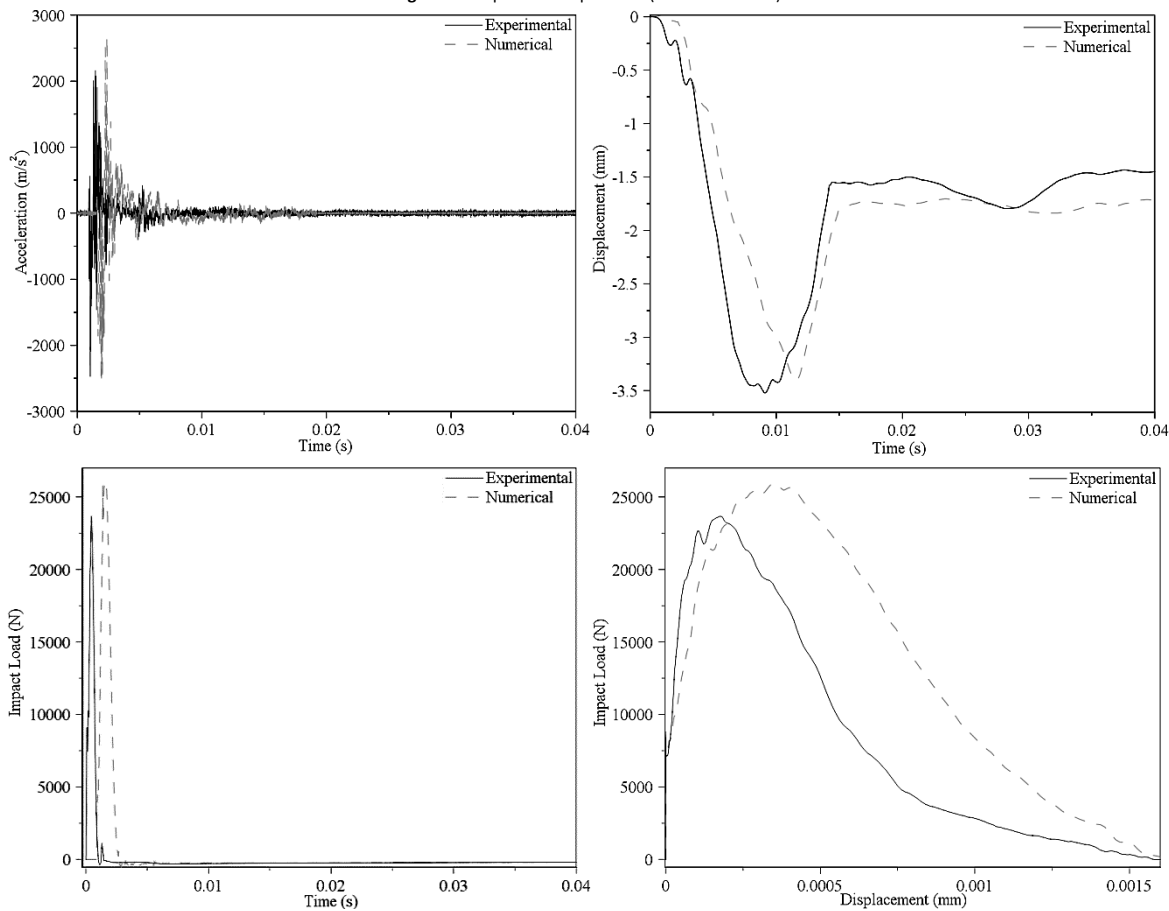 3000
2000
1000
0
-1000
-2000
-3000
Acceleration (m/s²)
Experimental
Numerical
0
0.01
0.02
0.03
0.04
Time (s)
0
-0.5
-1
-1.5
-2
-2.5
-3
-3.5
Displacement (mm)
Experimental
Numerical
0
0.01
0.02
0.03
0.04
Time (s)
25000
20000
15000
10000
5000
0
Impact Load (N)
Experimental
Numerical
0
0.01
0.02
0.03
0.04
Time (s)
25000
20000
15000
10000
5000
0
Impact Load (N)
Experimental
Numerical
0
0.0005
0.001
0.0015
Displacement (mm)